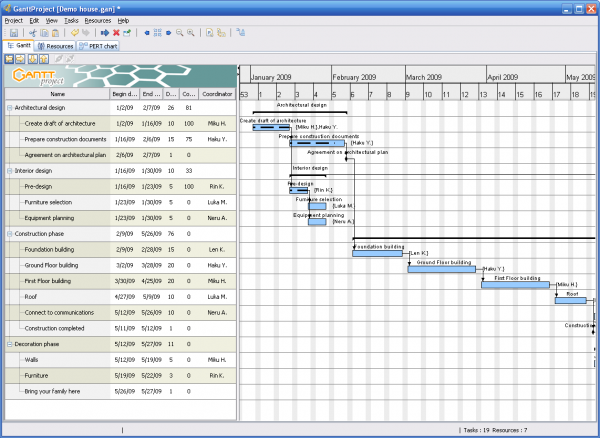 GanttProject [Demo house.gan] *
Project Edit View Tasks Resources Help
Gantt Resources PERT chart
GANTT project
Name Begin d... End ... D... Co... Coordinator
Architectural design 1/2/09 2/7/09 26 81
Create draft of architecture 1/2/09 1/16/09 10 100 Miku H.
Prepare construction documents 1/16/09 2/6/09 15 75 Haku Y.
Agreement on architectural plan 2/6/09 2/7/09 1 0
Interior design 1/16/09 1/30/09 10 33
Pre-design 1/16/09 1/23/09 5 100 Rin K.
Furniture selection 1/23/09 1/30/09 5 0 Luka M.
Equipment planning 1/23/09 1/30/09 5 0 Neru A.
Construction phase 2/9/09 5/26/09 76 0
Foundation building 2/9/09 2/28/09 15 0 Len K.
Ground Floor building 3/2/09 3/28/09 20 0 Haku Y.
First Floor building 3/30/09 4/25/09 20 0 Miku H.
Roof 4/27/09 5/9/09 10 0 Luka M.
Connect to communications 5/12/09 5/26/09 10 0 Neru A.
Construction completed 5/11/09 5/12/09 1 0
Decoration phase 5/12/09 5/27/09 11 0
Walls 5/12/09 5/19/09 5 0 Miku H.
Furniture 5/19/09 5/22/09 3 0 Rin K.
Bring your family here 5/26/09 5/27/09 1 0
January 2009 February 2009 March 2009 April 2009 May 2009
53 1 2 3 4 5 6 7 8 9 10 11 12 13 14 15 16 17 18 19
Architectural design
Create draft of architecture
[Miku H.],Haku Y.
Prepare construction documents
[Haku Y.]
Agreement on architectural plan
Interior design
Pre-design
[Rin K.]
Furniture selection
[Luka M.]
Equipment planning
[Neru A.]
Foundation building
[Len K.]
Ground Floor building
[Haku Y.]
First Floor building
[Miku H.]
Roof
Constructio
Tasks : 19 Resources : 7